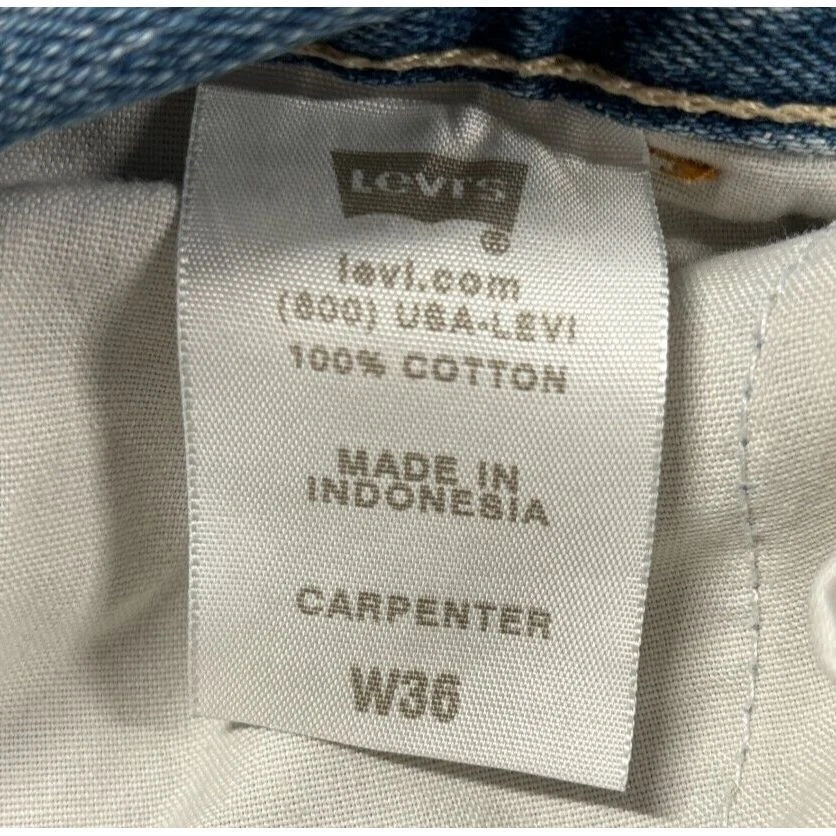 LEVI'S
®
levi.com
(800) USA-LEVI
100% COTTON
MADE IN
INDONESIA
CARPENTER
W36